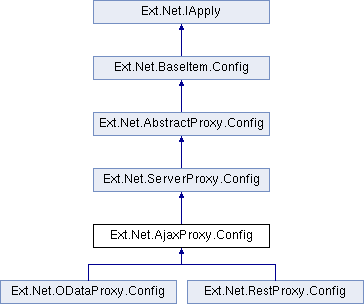 Ext.Net.IApply
Ext.Net.BaseItem.Config
Ext.Net.AbstractProxy.Config
Ext.Net.ServerProxy.Config
Ext.Net.AjaxProxy.Config
Ext.Net.ODataProxy.Config
Ext.Net.RestProxy.Config